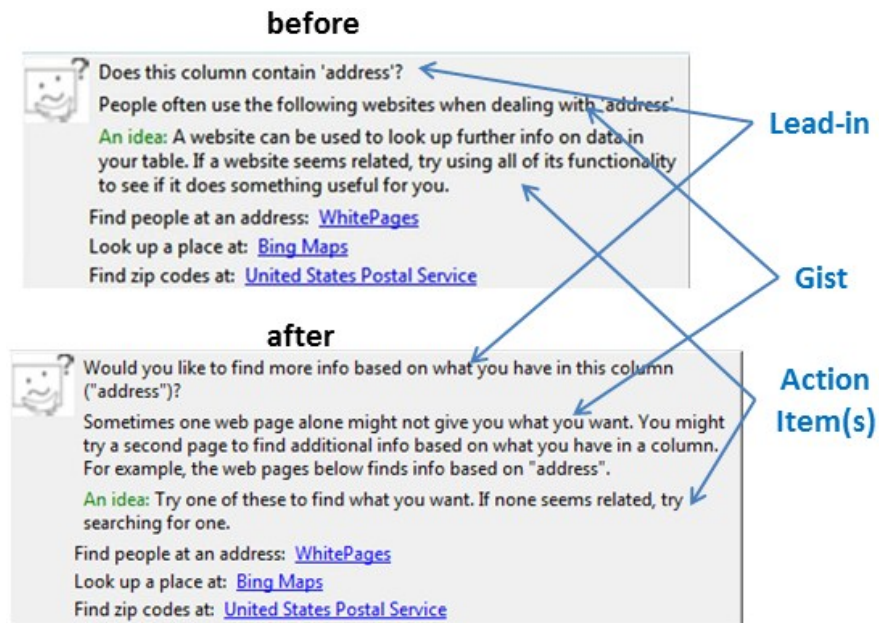 before
Does this column contain 'address'?
People often use the following websites when dealing with 'address'
An idea: A website can be used to look up further info on data in
your table. If a website seems related, try using all of its functionality
to see if it does something useful for you.
Find people at an address: WhitePages
Look up a place at: Bing Maps
Find zip codes at: United States Postal Service
Lead-in
Gist
Action
Item(s)
after
Would you like to find more info based on what you have in this column
("address")?
Sometimes one web page alone might not give you what you want. You might
try a second page to find additional info based on what you have in a column.
For example, the web pages below finds info based on "address".
An idea: Try one of these to find what you want. If none seems related, try
searching for one.
Find people at an address: WhitePages
Look up a place at: Bing Maps
Find zip codes at: United States Postal Service